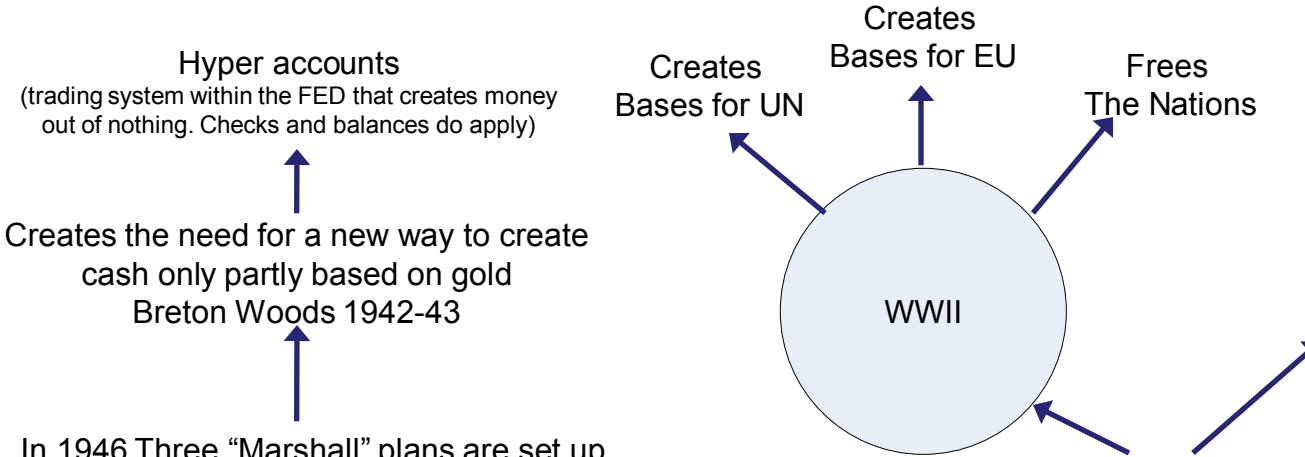 Hyper accounts
(trading system within the FED that creates money
out of nothing. Checks and balances do apply)
Creates the need for a new way to create
cash only partly based on gold
Breton Woods 1942-43
In 1946 Three “Marshall” plans are set up
Creates
Bases for UN
Creates
Bases for EU
Frees
The Nations
WWII